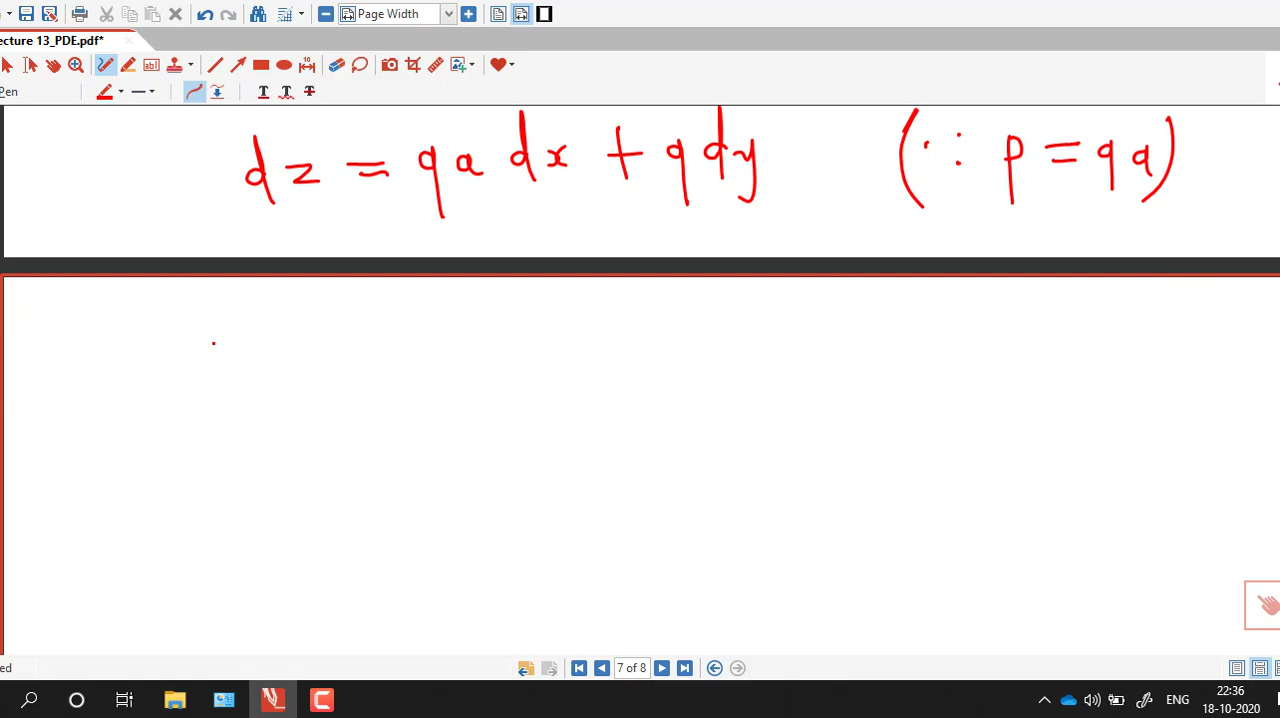 Page Width
ecture 13_PDE.pdf*
Pen
dz = qa dx + q dy (∵ p = qa)
ed
7 of 8
22:36
ENG
18-10-2020